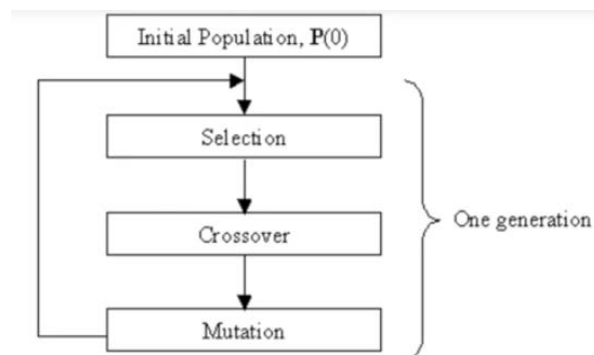 Initial Population, P(0)
Selection
Crossover
One generation
Mutation